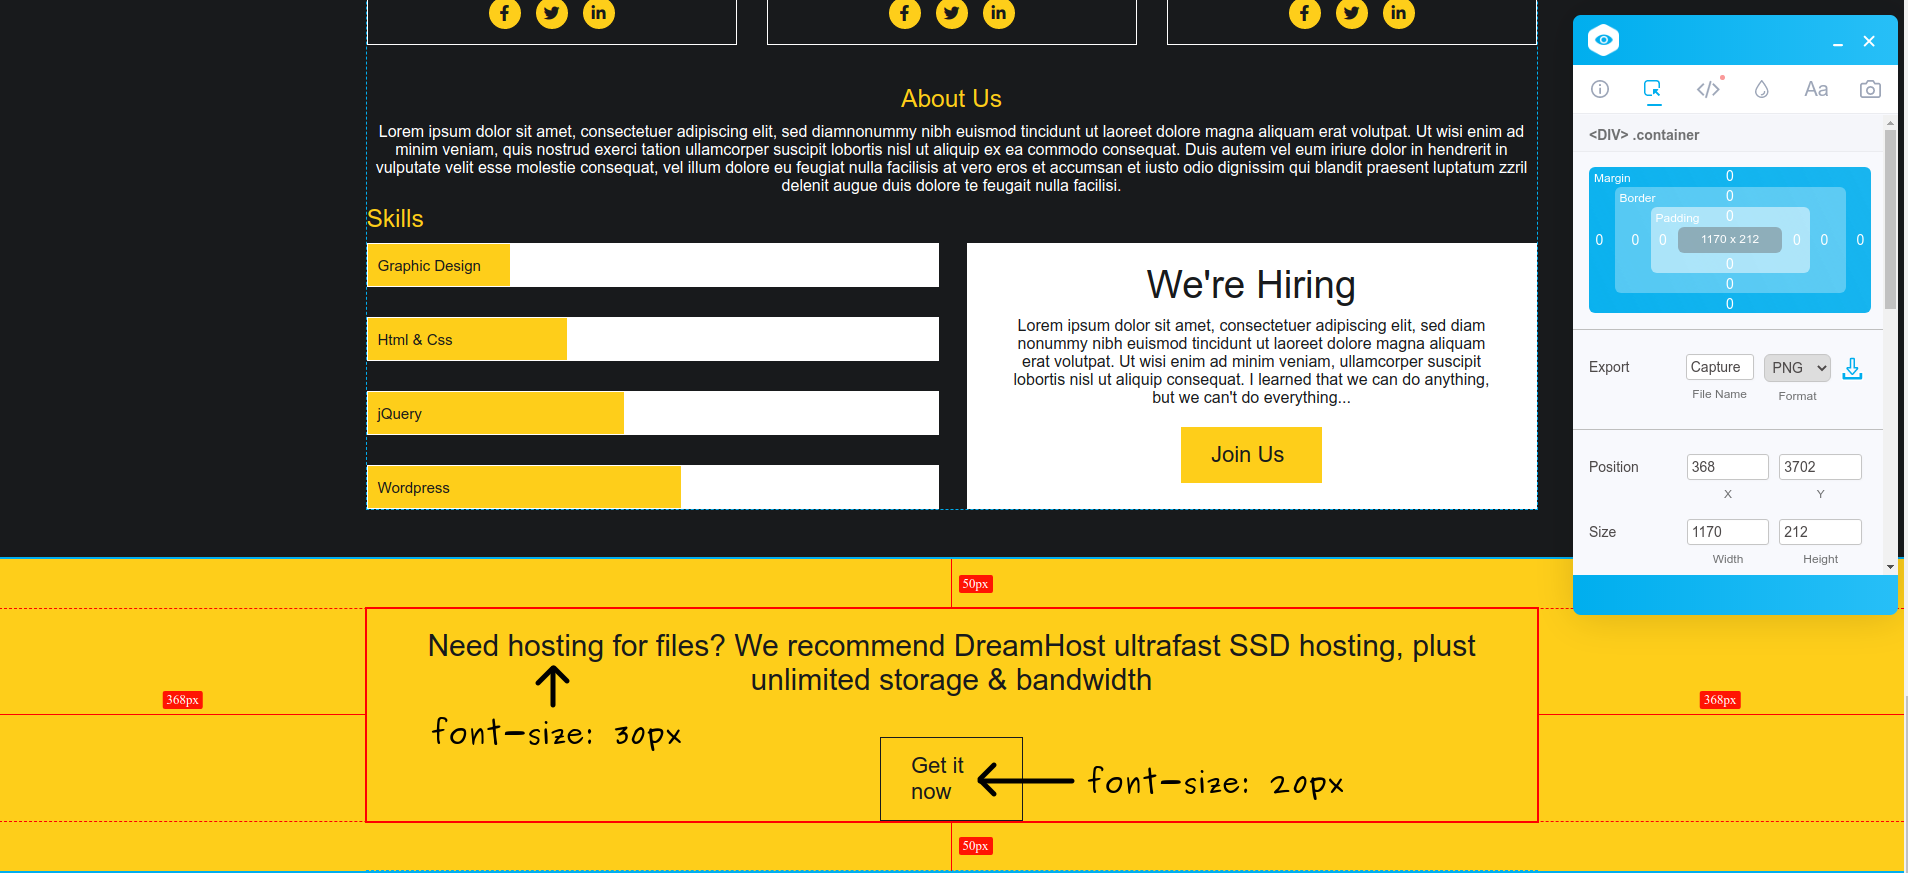 About Us
Lorem ipsum dolor sit amet, consectetuer adipiscing elit, sed diamnonummy nibh euismod tincidunt ut laoreet dolore magna aliquam erat volutpat. Ut wisi enim ad
minim veniam, quis nostrud exerci tation ullamcorper suscipit lobortis nisl ut aliquip ex ea commodo consequat. Duis autem vel eum iriure dolor in hendrerit in
vulputate velit esse molestie consequat, vel illum dolore eu feugiat nulla facilisis at vero eros et accumsan et iusto odio dignissim qui blandit praesent luptatum zzril
delenit augue duis dolore te feugait nulla facilisi.
Skills
Graphic Design
Html & Css
jQuery
Wordpress
We're Hiring
Lorem ipsum dolor sit amet, consectetuer adipiscing elit, sed diam
nonummy nibh euismod tincidunt ut laoreet dolore magna aliquam
erat volutpat. Ut wisi enim ad minim veniam, ullamcorper suscipit
lobortis nisl ut aliquip consequat. I learned that we can do anything,
but we can't do everything...
Join Us
50px
Need hosting for files? We recommend DreamHost ultrafast SSD hosting, plust
unlimited storage & bandwidth
368px
368px
font-size: 30px
Get it
now
font-size: 20px
50px
Aa
<DIV> .container
Margin 0
Border 0
Padding 0
0 0 0 1170 x 212 0 0 0
0
0
0
Export Capture PNG
File Name Format
Position 368 3702
X Y
Size 1170 212
Width Height